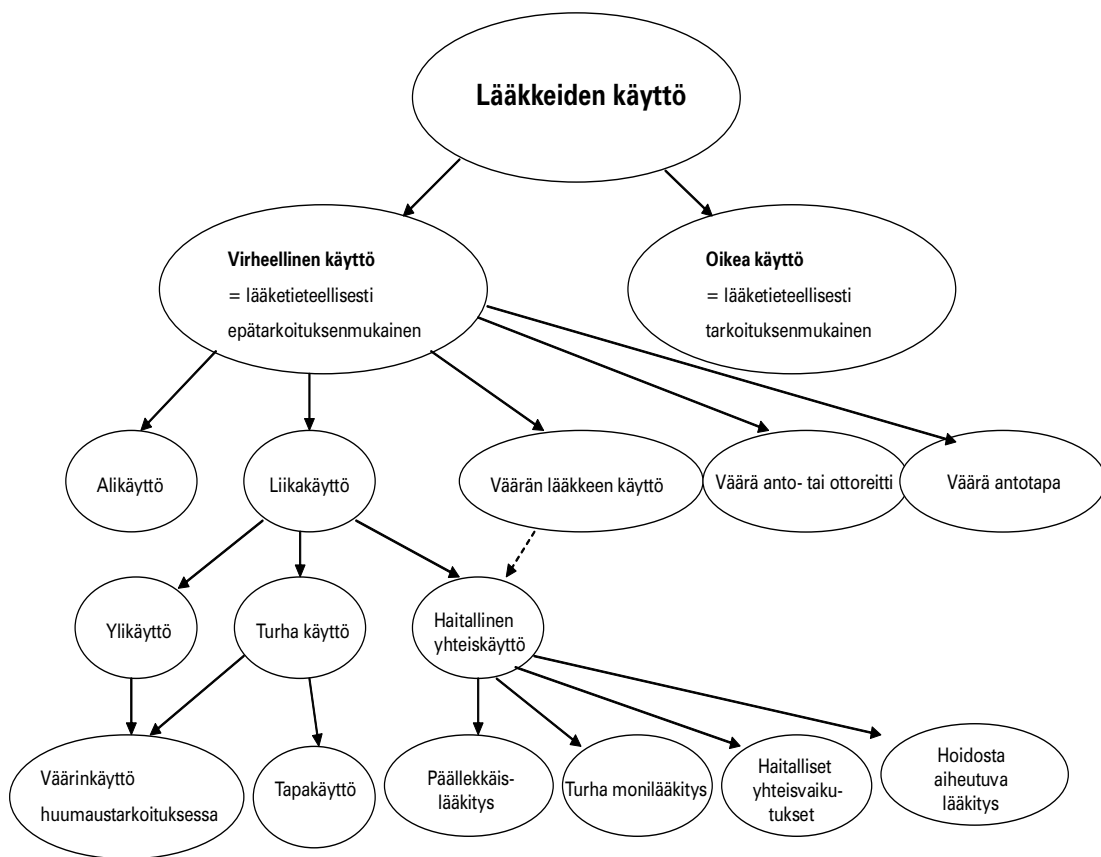 Lääkkeiden käyttö
Virheellinen käyttö
= lääketieteellisesti
epätarkoituksenmukainen
Oikea käyttö
= lääketieteellisesti
tarkoituksenmukainen
Alikäyttö
Liikakäyttö
Väärän lääkkeen käyttö
Väärä anto- tai ottoreitti
Väärä antotapa
Ylikäyttö
Turha käyttö
Haitallinen
yhteiskäyttö
Väärinkäyttö
huumaustarkoituksessa
Tapakäyttö
Päällekkäis-
lääkitys
Turha monilääkitys
Haitalliset
yhteisvaiku-
tukset
Hoidosta
aiheutuva
lääkitys